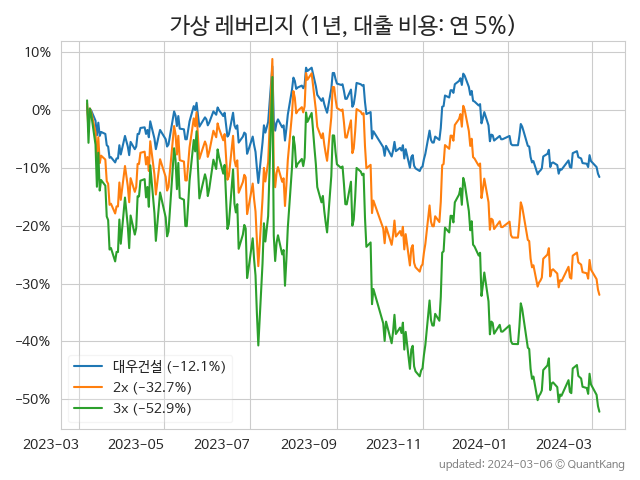 가상 레버리지 (1년, 대출 비용: 연 5%)
10%
0%
−10%
−20%
−30%
−40%
−50%
대우건설 (−12.1%)
2x (−32.7%)
3x (−52.9%)
2023-03 2023-05 2023-07 2023-09 2023-11 2024-01 2024-03
updated: 2024-03-06 © QuantKang